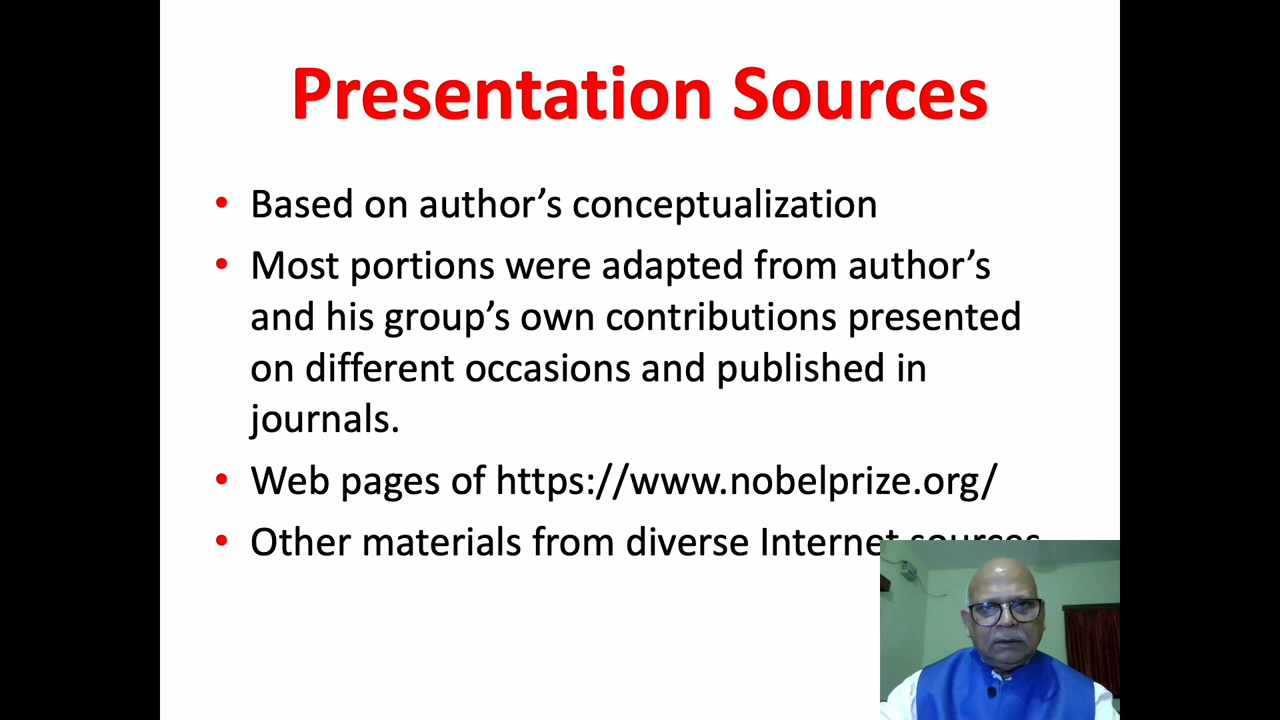 Presentation Sources
• Based on author's conceptualization
• Most portions were adapted from author's
and his group's own contributions presented
on different occasions and published in
journals.
• Web pages of https://www.nobelprize.org/
• Other materials from diverse Internet sources